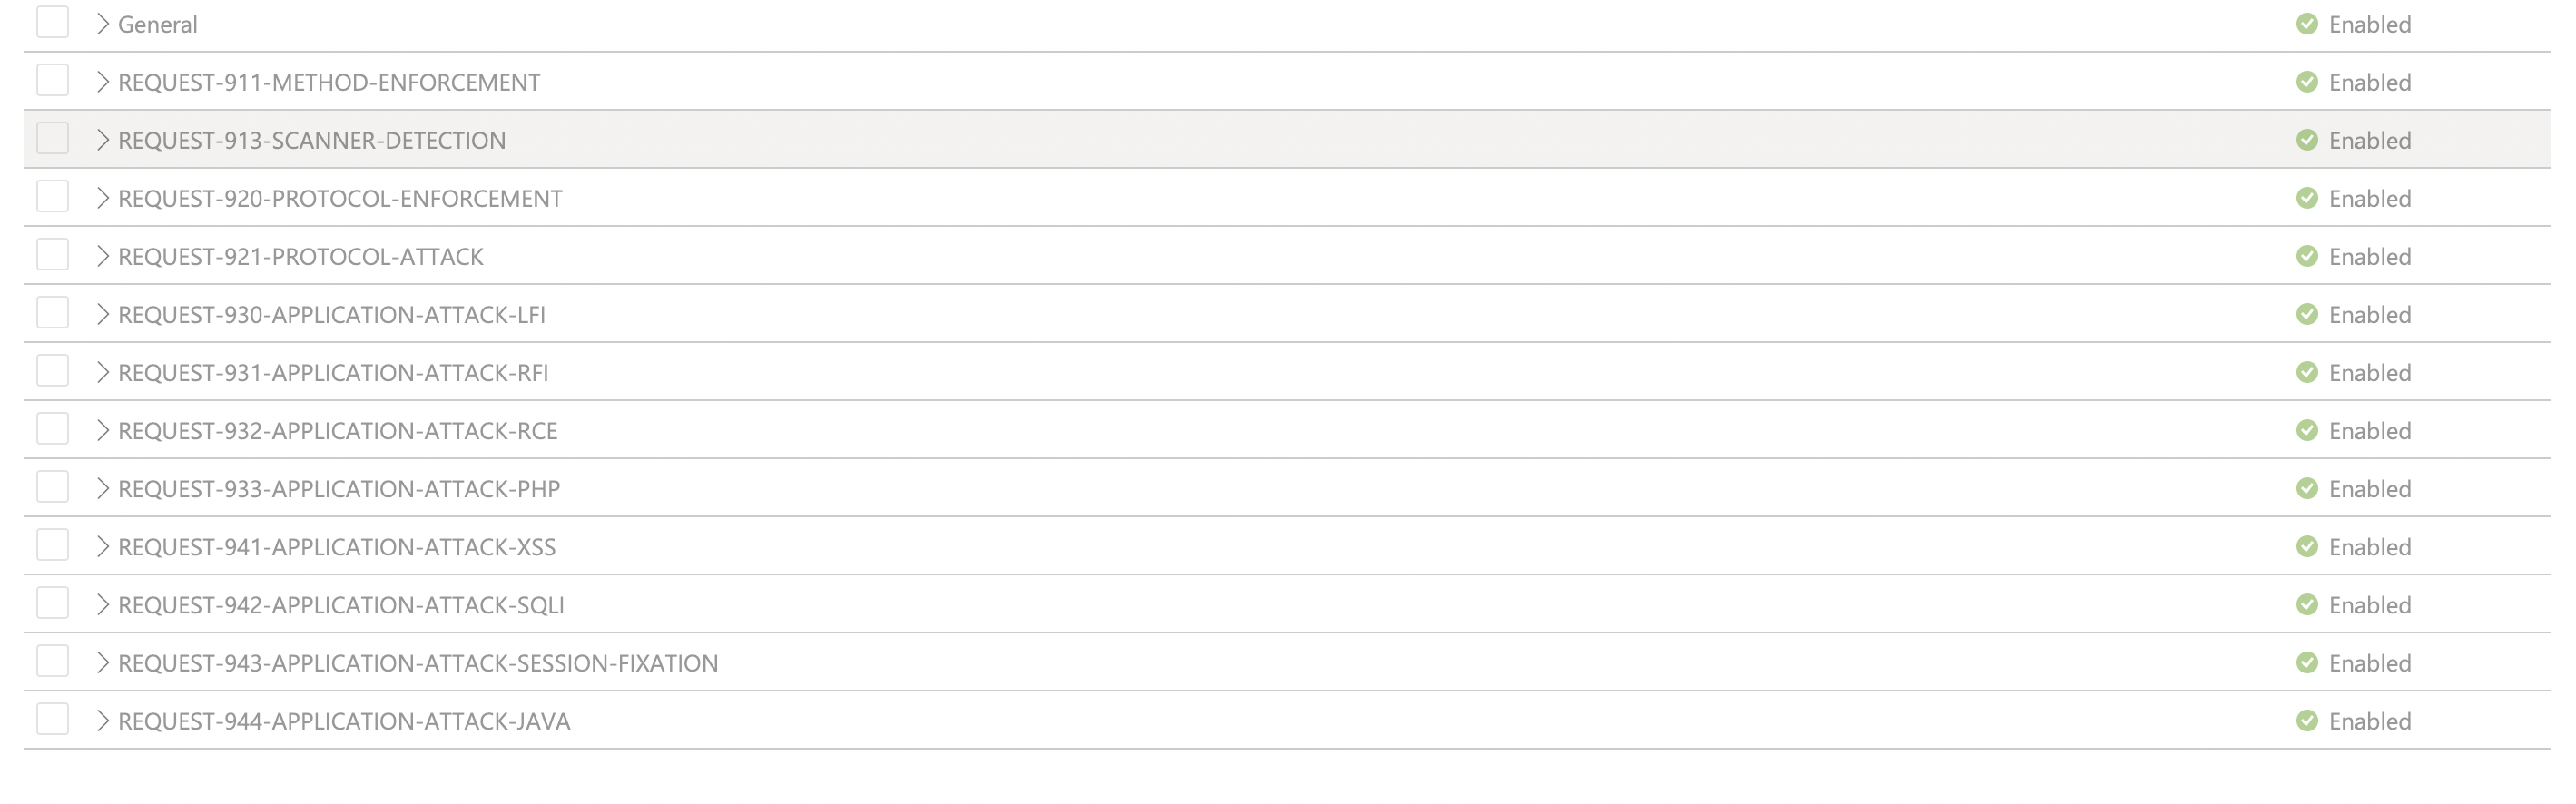 General Enabled
REQUEST-911-METHOD-ENFORCEMENT Enabled
REQUEST-913-SCANNER-DETECTION Enabled
REQUEST-920-PROTOCOL-ENFORCEMENT Enabled
REQUEST-921-PROTOCOL-ATTACK Enabled
REQUEST-930-APPLICATION-ATTACK-LFI Enabled
REQUEST-931-APPLICATION-ATTACK-RFI Enabled
REQUEST-932-APPLICATION-ATTACK-RCE Enabled
REQUEST-933-APPLICATION-ATTACK-PHP Enabled
REQUEST-941-APPLICATION-ATTACK-XSS Enabled
REQUEST-942-APPLICATION-ATTACK-SQLI Enabled
REQUEST-943-APPLICATION-ATTACK-SESSION-FIXATION Enabled
REQUEST-944-APPLICATION-ATTACK-JAVA Enabled